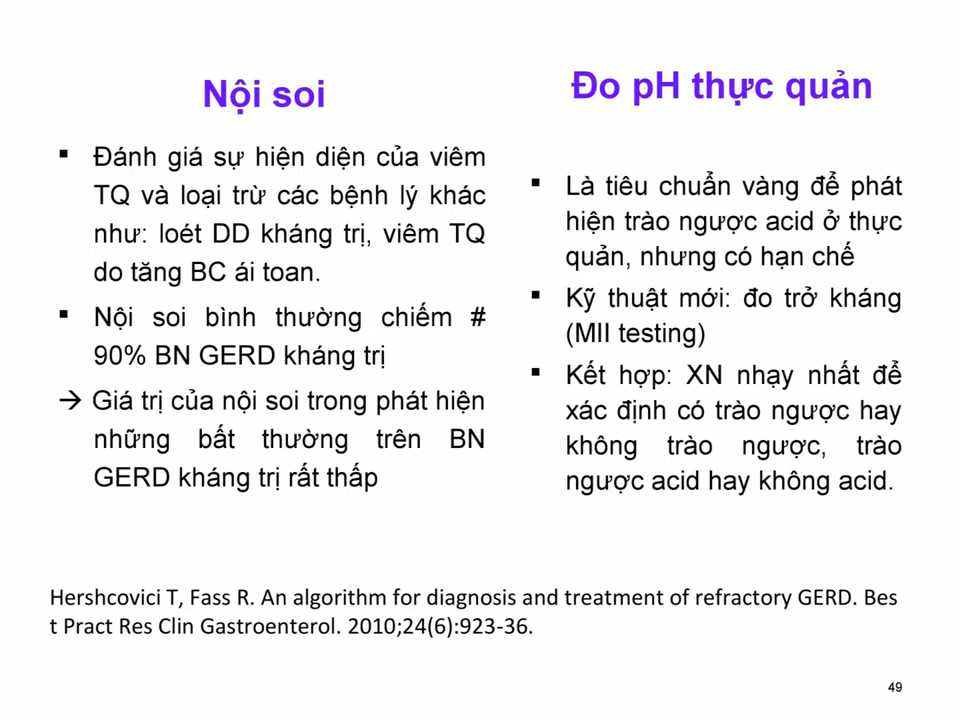 Nội soi
▪ Đánh giá sự hiện diện của viêm
TQ và loại trừ các bệnh lý khác
như: loét DD kháng trị, viêm TQ
do tăng BC ái toan.
▪ Nội soi bình thường chiếm #
90% BN GERD kháng trị
→ Giá trị của nội soi trong phát hiện
những bất thường trên BN
GERD kháng trị rất thấp
Đo pH thực quản
▪ Là tiêu chuẩn vàng để phát
hiện trào ngược acid ở thực
quản, nhưng có hạn chế
▪ Kỹ thuật mới: đo trở kháng
(MII testing)
▪ Kết hợp: XN nhạy nhất để
xác định có trào ngược hay
không trào ngược, trào
ngược acid hay không acid.
Hershcovici T, Fass R. An algorithm for diagnosis and treatment of refractory GERD. Bes
t Pract Res Clin Gastroenterol. 2010;24(6):923-36.
49